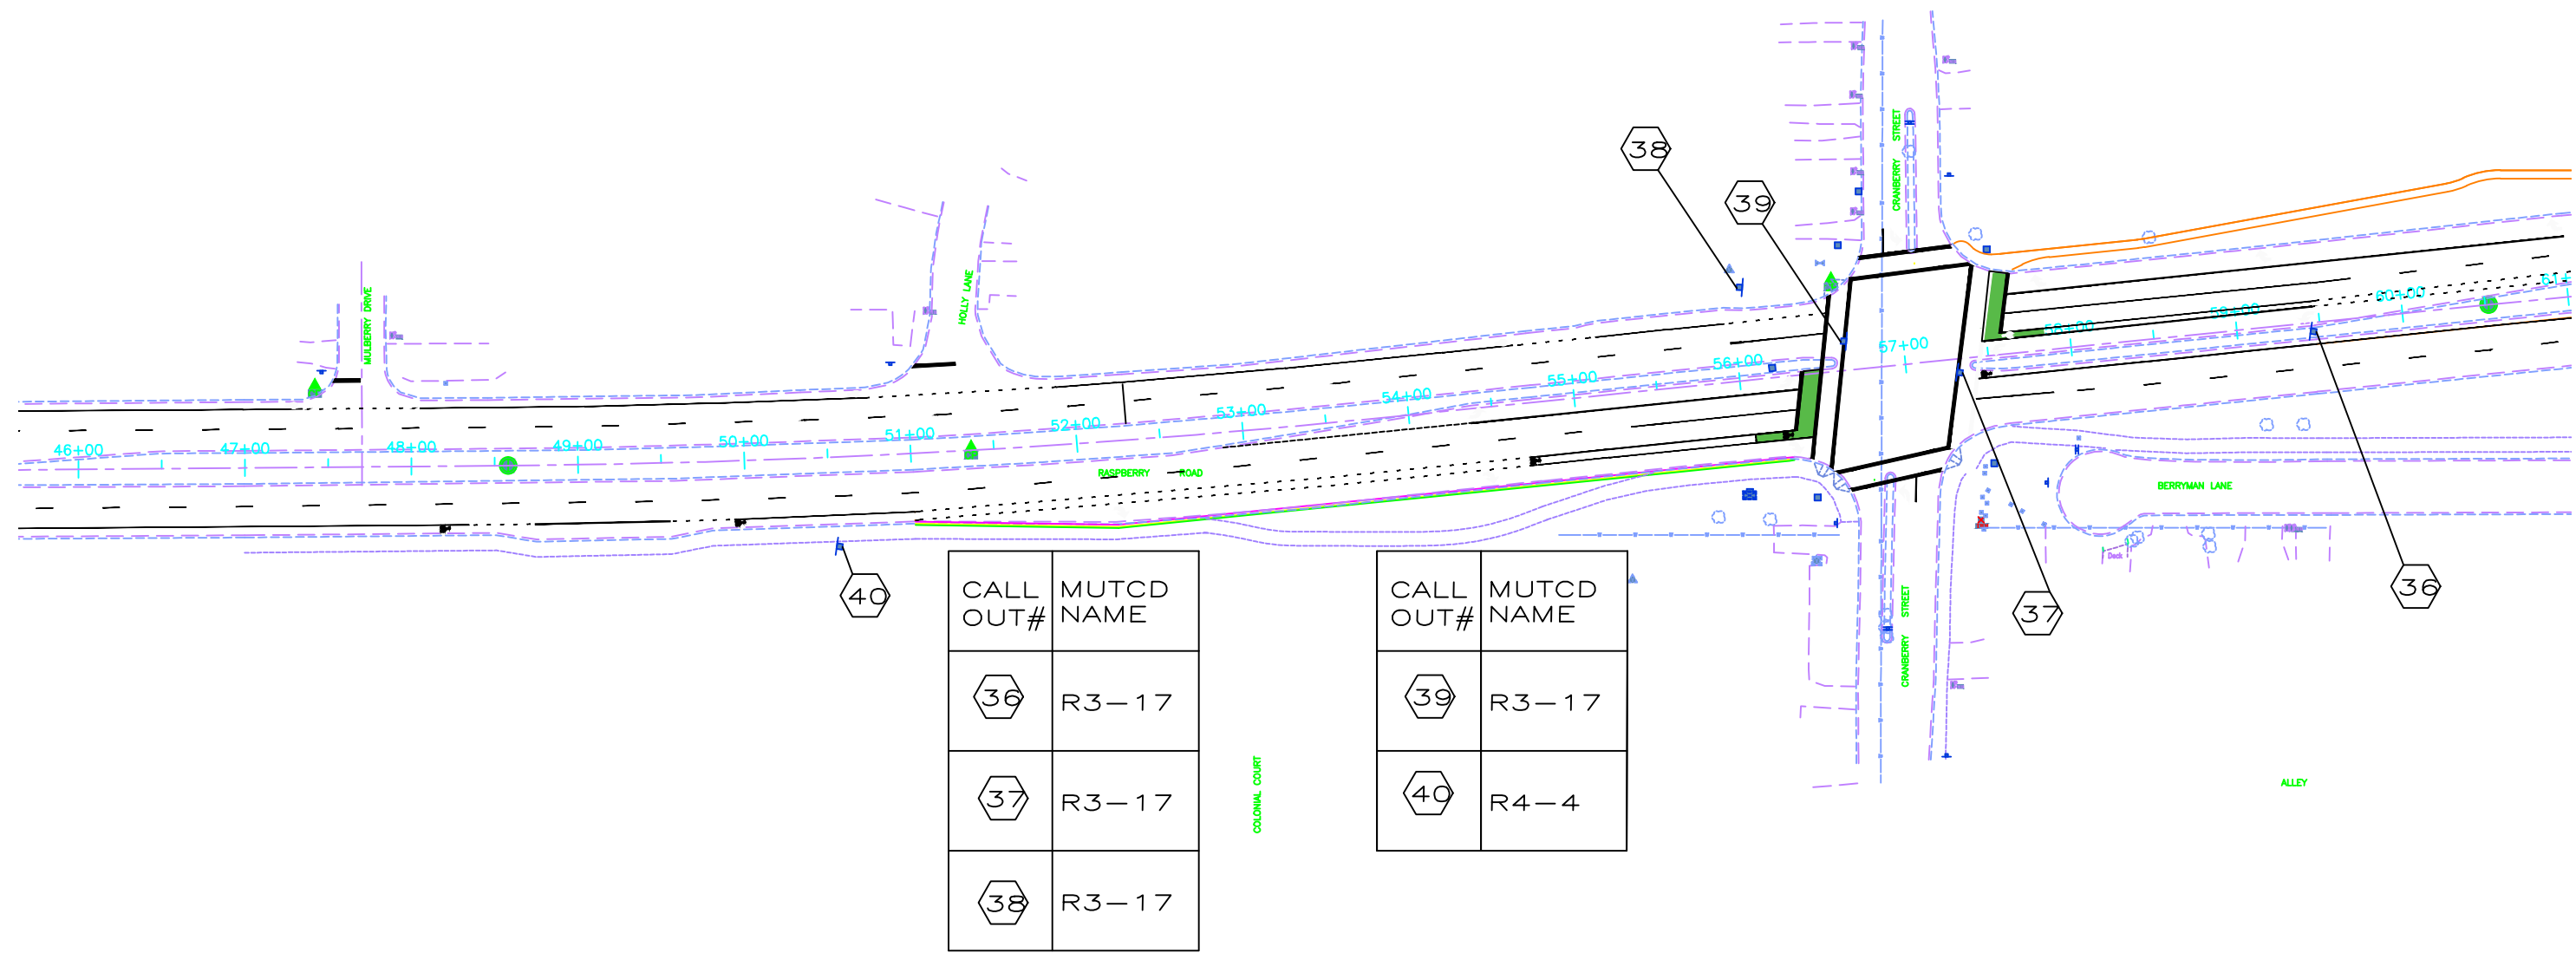 38
39
CRANBERRY STREET
MULBERRY DRIVE
HOLLY LANE
46+00
47+00
48+00
49+00
50+00
51+00
52+00
53+00
54+00
55+00
56+00
57+00
58+00
59+00
60+00
61+
RASPBERRY ROAD
BERRYMAN LANE
Deck
40
37
36
CRANBERRY STREET
COLONIAL COURT
ALLEY
CALL OUT# MUTCD NAME
36 R3-17
37 R3-17
38 R3-17
CALL OUT# MUTCD NAME
39 R3-17
40 R4-4